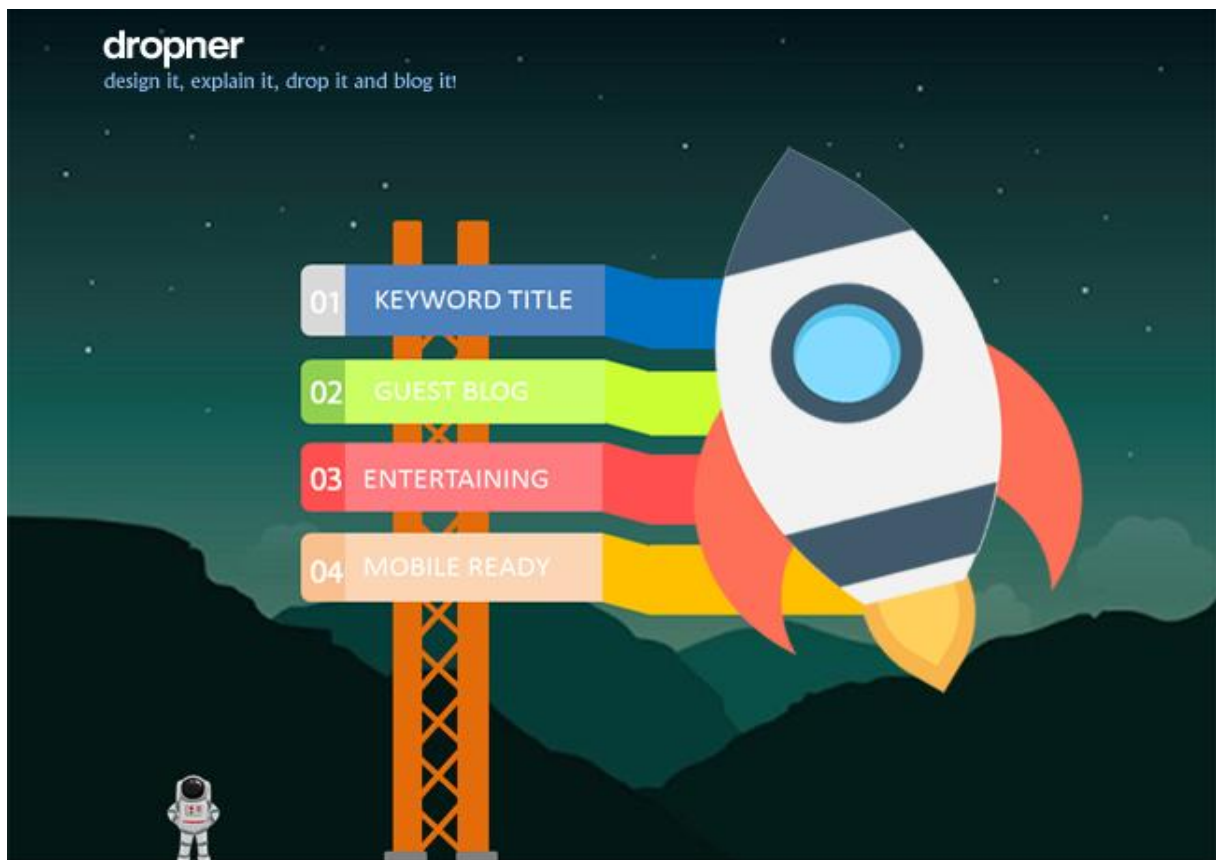 dropner
design it, explain it, drop it and blog it!
01 KEYWORD TITLE
02 GUEST BLOG
03 ENTERTAINING
04 MOBILE READY